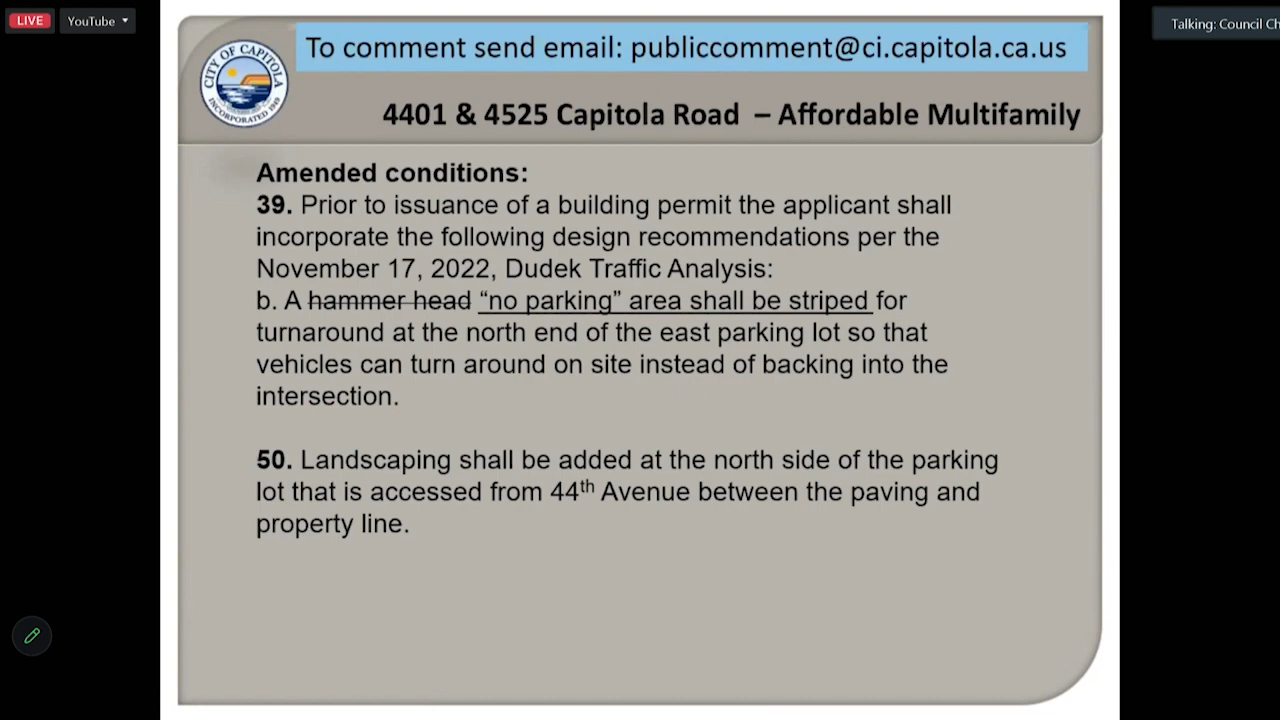 LIVE
YouTube
Talking: Council Ch
To comment send email: publiccomment@ci.capitola.ca.us
CITY OF CAPITOLA
INCORPORATED 1949
4401 & 4525 Capitola Road – Affordable Multifamily
Amended conditions:
39. Prior to issuance of a building permit the applicant shall
incorporate the following design recommendations per the
November 17, 2022, Dudek Traffic Analysis:
b. A hammer head “no parking” area shall be striped for
turnaround at the north end of the east parking lot so that
vehicles can turn around on site instead of backing into the
intersection.
50. Landscaping shall be added at the north side of the parking
lot that is accessed from 44th Avenue between the paving and
property line.